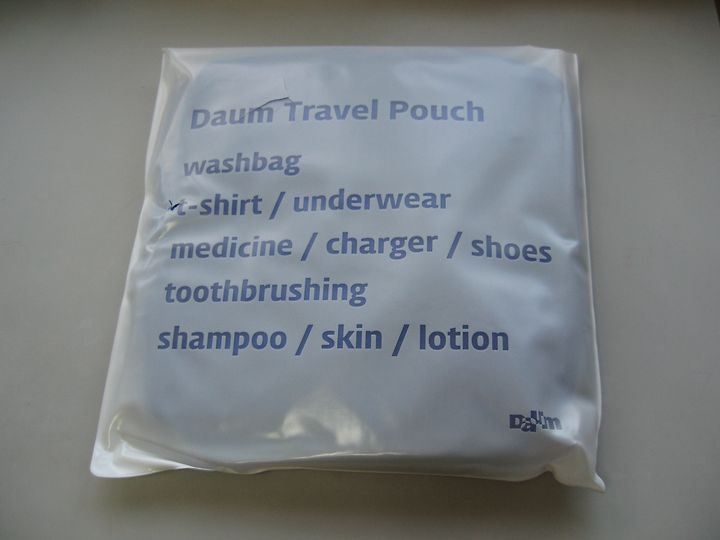 Daum Travel Pouch
washbag
t-shirt / underwear
medicine / charger / shoes
toothbrushing
shampoo / skin / lotion
Daum